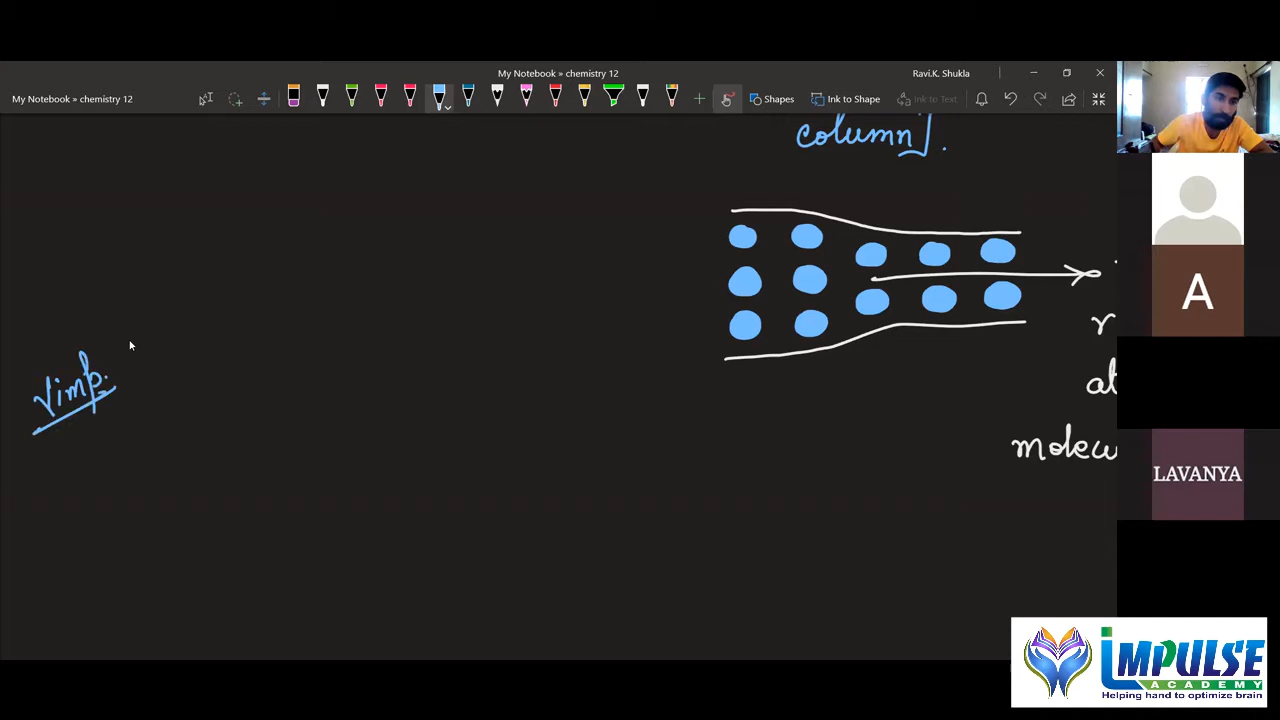 My Notebook » chemistry 12
Ravi.K. Shukla
My Notebook » chemistry 12
Shapes
Ink to Shape
Ink to Text
column].
Vimp.
at
molecu
A
LAVANYA
iMPULSE
ACADEMY
Helping hand to optimize brain